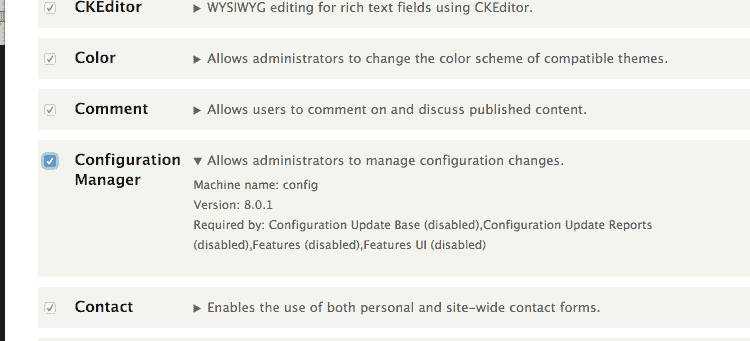 CKEditor ▶ WYSIWYG editing for rich text fields using CKEditor.
Color ▶ Allows administrators to change the color scheme of compatible themes.
Comment ▶ Allows users to comment on and discuss published content.
Configuration Manager ▼ Allows administrators to manage configuration changes.
Machine name: config
Version: 8.0.1
Required by: Configuration Update Base (disabled),Configuration Update Reports
(disabled),Features (disabled),Features UI (disabled)
Contact ▶ Enables the use of both personal and site-wide contact forms.